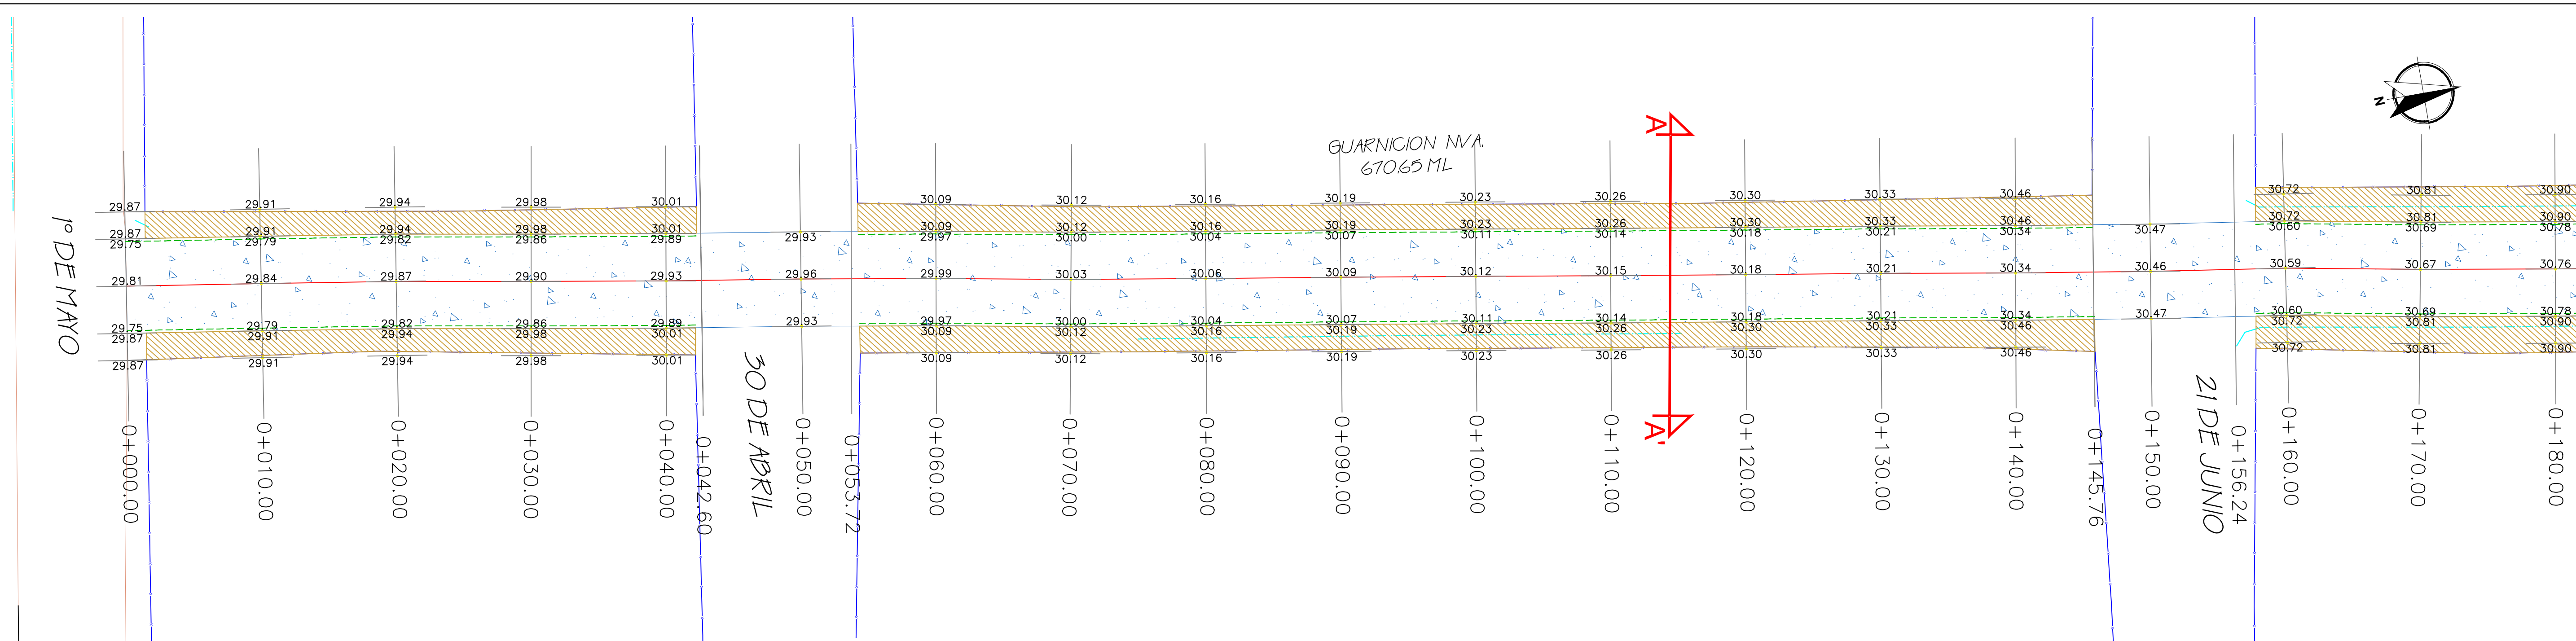 GUARNICION NVA.
670.65 ML
N
A
29.87 29.91 29.94 29.98 30.01 30.09 30.12 30.16 30.19 30.23 30.26 30.30 30.33 30.46 30.72 30.81 30.90
29.87 29.91 29.94 29.98 30.01 30.09 30.12 30.16 30.19 30.23 30.26 30.30 30.33 30.46 30.72 30.81 30.90
29.75 29.79 29.82 29.86 29.89 29.93 29.97 30.00 30.04 30.07 30.11 30.14 30.18 30.21 30.34 30.47 30.60 30.69 30.78
29.81 29.84 29.87 29.90 29.93 29.96 29.99 30.03 30.06 30.09 30.12 30.15 30.18 30.21 30.34 30.46 30.59 30.67 30.76
29.75 29.79 29.82 29.86 29.89 29.93 29.97 30.00 30.04 30.07 30.11 30.14 30.18 30.21 30.34 30.47 30.60 30.69 30.78
29.87 29.91 29.94 29.98 30.01 30.09 30.12 30.16 30.19 30.23 30.26 30.30 30.33 30.46 30.72 30.81 30.90
29.87 29.91 29.94 29.98 30.01 30.09 30.12 30.16 30.19 30.23 30.26 30.30 30.33 30.46 30.72 30.81 30.90
A'
1º DE MAYO
0+000.00
0+010.00
0+020.00
0+030.00
0+040.00
0+042.60
30 DE ABRIL
0+050.00
0+053.72
0+060.00
0+070.00
0+080.00
0+090.00
0+100.00
0+110.00
0+120.00
0+130.00
0+140.00
0+145.76
0+150.00
21 DE JUNIO
0+156.24
0+160.00
0+170.00
0+180.00